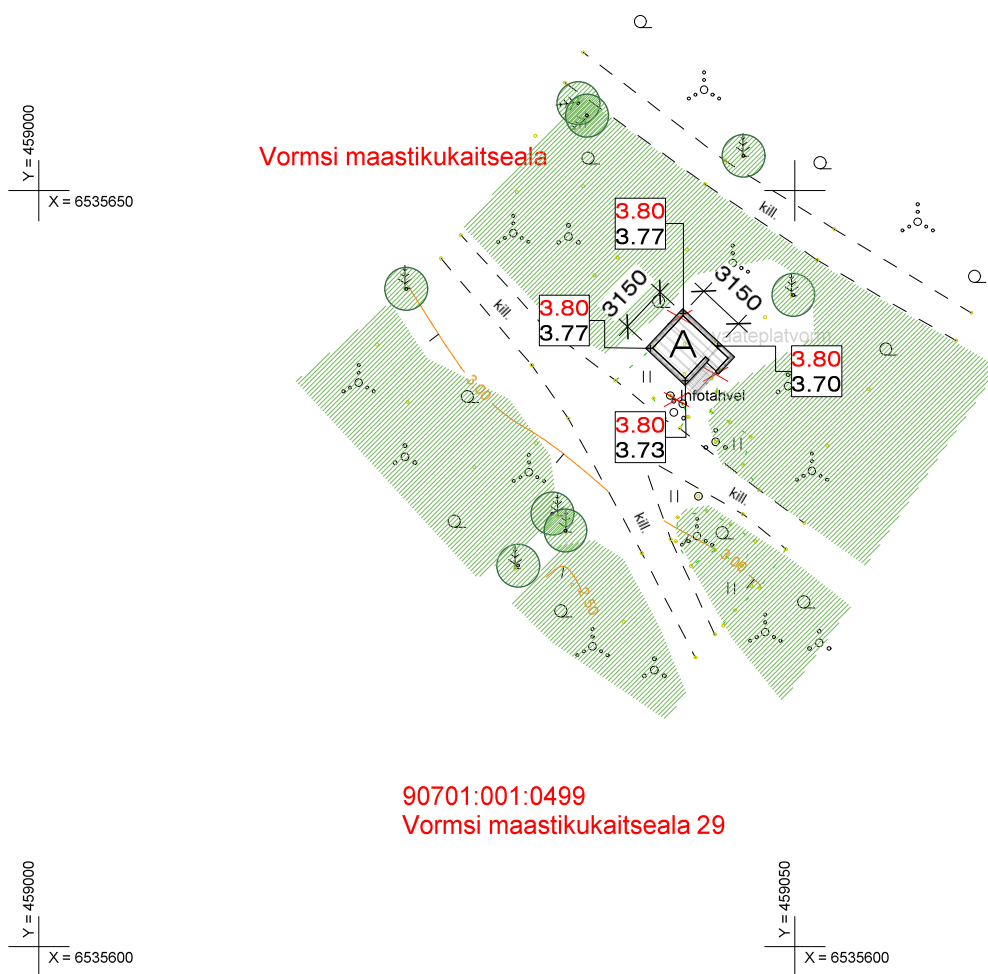 Y = 459000
X = 6535650
Vormsi maastikukaitseala
kill.
3.80
3.77
3150
3150
3.80
3.77
vaateplatvorm
A
3.80
3.70
kill.
3.00
Infotahvel
3.80
3.73
kill.
kill.
3.00
2.50
90701:001:0499
Vormsi maastikukaitseala 29
Y = 459000
X = 6535600
Y = 459050
X = 6535600